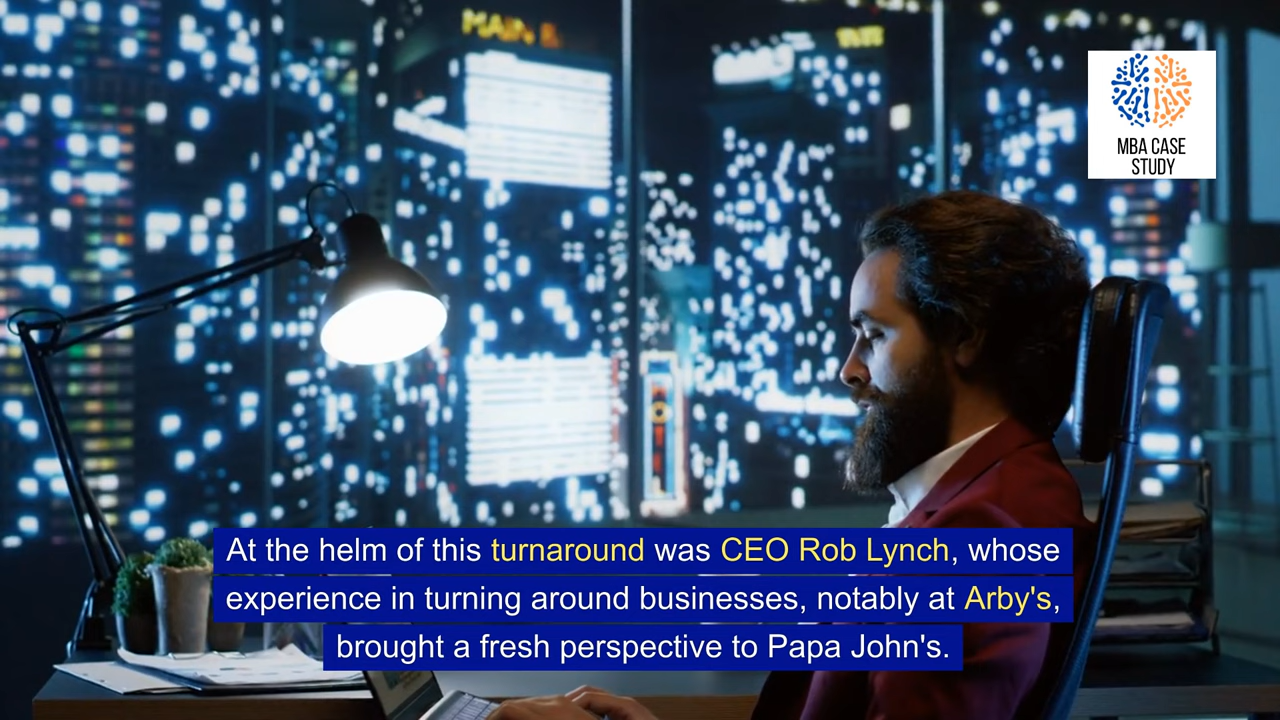 MBA CASE
STUDY
At the helm of this turnaround was CEO Rob Lynch, whose
experience in turning around businesses, notably at Arby's,
brought a fresh perspective to Papa John's.